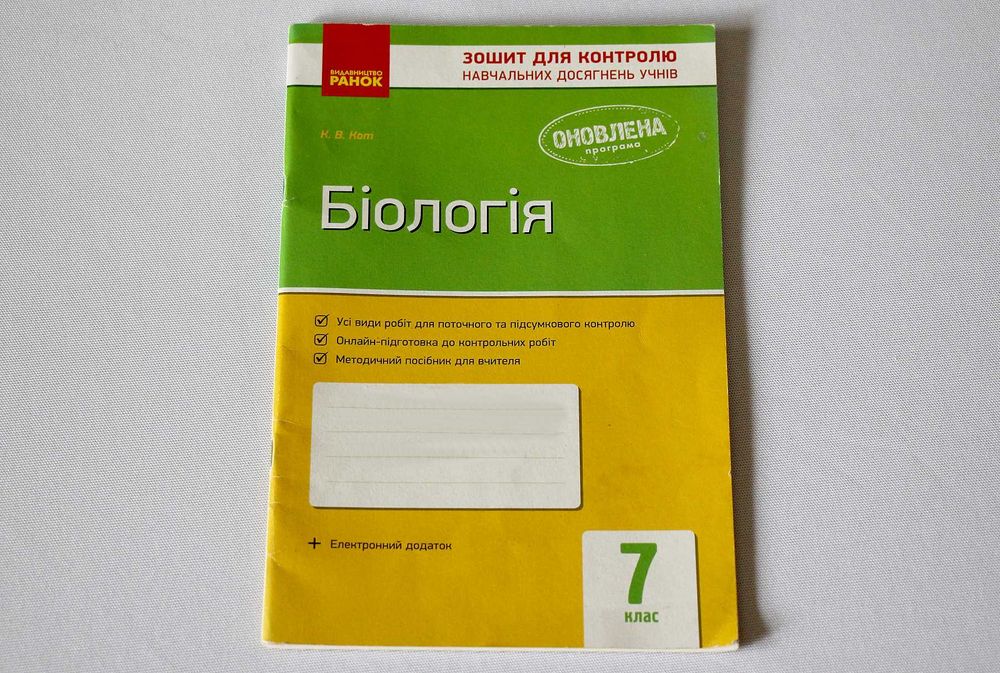 ВИДАВНИЦТВО
РАНОК
ЗОШИТ ДЛЯ КОНТРОЛЮ
НАВЧАЛЬНИХ ДОСЯГНЕНЬ УЧНІВ
К. В. Кот
ОНОВЛЕНА
програма
Біологія
Усі види робіт для поточного та підсумкового контролю
Онлайн-підготовка до контрольних робіт
Методичний посібник для вчителя
+ Електронний додаток
7
клас